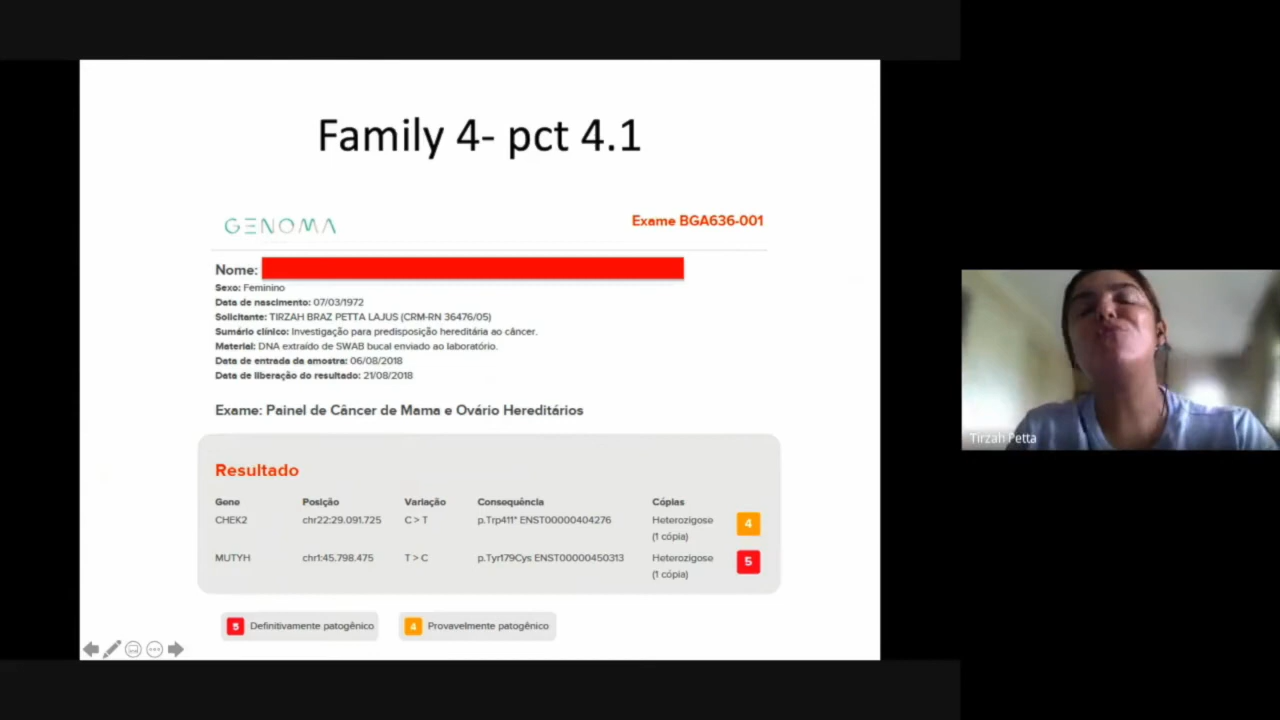 Family 4- pct 4.1
GENOMA
Exame BGA636-001
Nome:
Sexo: Feminino
Data de nascimento: 07/03/1972
Solicitante: TIRZAH BRAZ PETTA LAJUS (CRM-RN 36476/05)
Sumário clínico: Investigação para predisposição hereditária ao câncer.
Material: DNA extraído de SWAB bucal enviado ao laboratório.
Data de entrada da amostra: 06/08/2018
Data de liberação do resultado: 21/08/2018
Exame: Painel de Câncer de Mama e Ovário Hereditários
Resultado
Gene Posição Variação Consequência Cópias
CHEK2 chr22:29.091.725 C > T p.Trp411* ENST00000404276 Heterozigose 4
(1 cópia)
MUTYH chr1:45.798.475 T > C p.Tyr179Cys ENST00000450313 Heterozigose 5
(1 cópia)
5 Definitivamente patogênico 4 Provavelmente patogênico
Tirzah Petta